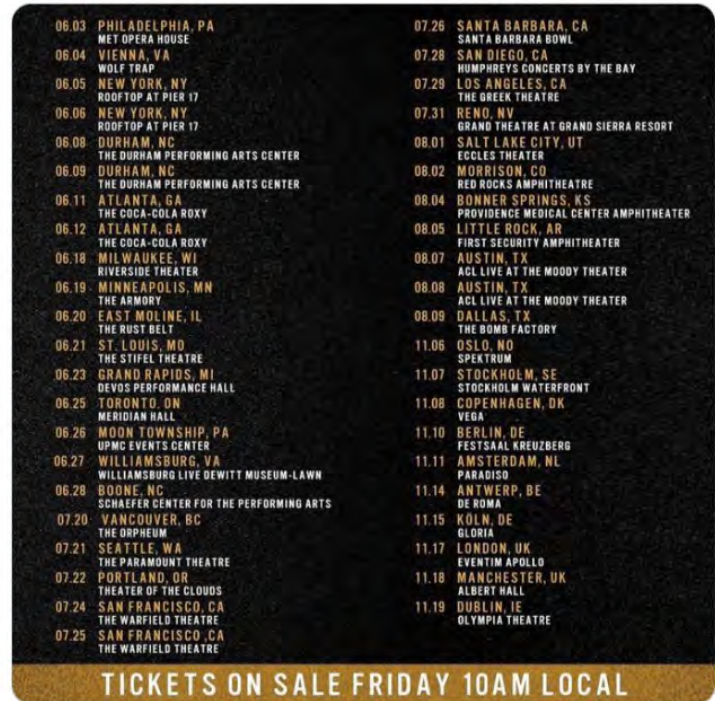 06.03 PHILADELPHIA, PA
MET OPERA HOUSE
06.04 VIENNA, VA
WOLF TRAP
06.05 NEW YORK, NY
ROOFTOP AT PIER 17
06.06 NEW YORK, NY
ROOFTOP AT PIER 17
06.08 DURHAM, NC
THE DURHAM PERFORMING ARTS CENTER
06.09 DURHAM, NC
THE DURHAM PERFORMING ARTS CENTER
06.11 ATLANTA, GA
THE COCA-COLA ROXY
06.12 ATLANTA, GA
THE COCA-COLA ROXY
06.18 MILWAUKEE, WI
RIVERSIDE THEATER
06.19 MINNEAPOLIS, MN
THE ARMORY
06.20 EAST MOLINE, IL
THE RUST BELT
06.21 ST. LOUIS, MO
THE STIFEL THEATRE
06.23 GRAND RAPIDS, MI
DEVOS PERFORMANCE HALL
06.25 TORONTO, ON
MERIDIAN HALL
06.26 MOON TOWNSHIP, PA
UPMC EVENTS CENTER
06.27 WILLIAMSBURG, VA
WILLIAMSBURG LIVE DEWITT MUSEUM-LAWN
06.28 BOONE, NC
SCHAEFER CENTER FOR THE PERFORMING ARTS
07.20 VANCOUVER, BC
THE ORPHEUM
07.21 SEATTLE, WA
THE PARAMOUNT THEATRE
07.22 PORTLAND, OR
THEATER OF THE CLOUDS
07.24 SAN FRANCISCO, CA
THE WARFIELD THEATRE
07.25 SAN FRANCISCO ,CA
THE WARFIELD THEATRE
07.26 SANTA BARBARA, CA
SANTA BARBARA BOWL
07.28 SAN DIEGO, CA
HUMPHREYS CONCERTS BY THE BAY
07.29 LOS ANGELES, CA
THE GREEK THEATRE
07.31 RENO, NV
GRAND THEATRE AT GRAND SIERRA RESORT
08.01 SALT LAKE CITY, UT
ECCLES THEATER
08.02 MORRISON, CO
RED ROCKS AMPHITHEATRE
08.04 BONNER SPRINGS, KS
PROVIDENCE MEDICAL CENTER AMPHITHEATER
08.05 LITTLE ROCK, AR
FIRST SECURITY AMPHITHEATER
08.07 AUSTIN, TX
ACL LIVE AT THE MOODY THEATER
08.08 AUSTIN, TX
ACL LIVE AT THE MOODY THEATER
08.09 DALLAS, TX
THE BOMB FACTORY
11.06 OSLO, NO
SPEKTRUM
11.07 STOCKHOLM, SE
STOCKHOLM WATERFRONT
11.08 COPENHAGEN, DK
VEGA
11.10 BERLIN, DE
FESTSAAL KREUZBERG
11.11 AMSTERDAM, NL
PARADISO
11.14 ANTWERP, BE
DE ROMA
11.15 KÖLN, DE
GLORIA
11.17 LONDON, UK
EVENTIM APOLLO
11.18 MANCHESTER, UK
ALBERT HALL
11.19 DUBLIN, IE
OLYMPIA THEATRE
TICKETS ON SALE FRIDAY 10AM LOCAL